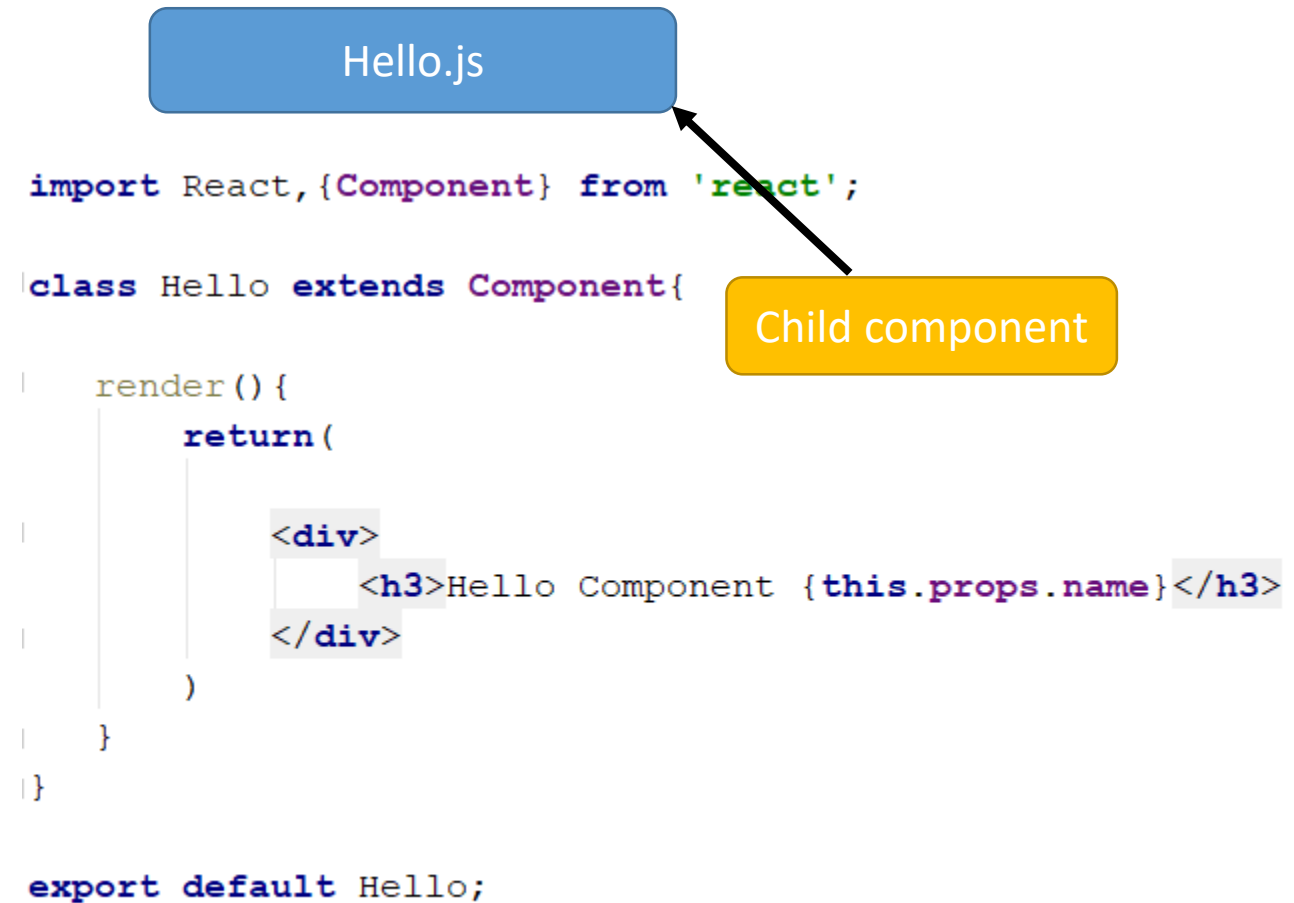 Hello.js
import React,{Component} from 'react';
class Hello extends Component{
Child component
render(){
return(
<div>
<h3>Hello Component {this.props.name}</h3>
</div>
)
}
}
export default Hello;